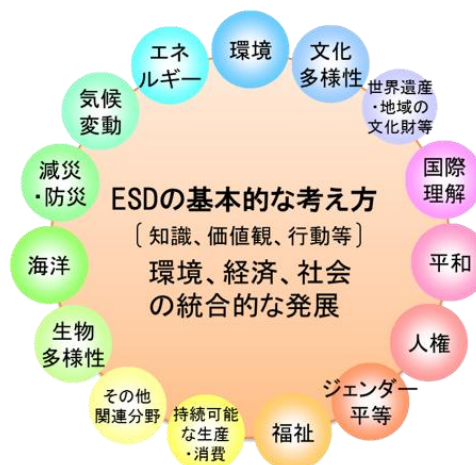 環境
文化
多様性
世界遺産
・地域の
文化財等
国際
理解
平和
人権
ジェンダー
平等
福祉
持続可能
な生産
・消費
その他
関連分野
生物
多様性
海洋
減災
・防災
気候
変動
エネ
ルギー
ESDの基本的な考え方
[知識、価値観、行動等]
環境、経済、社会
の統合的な発展